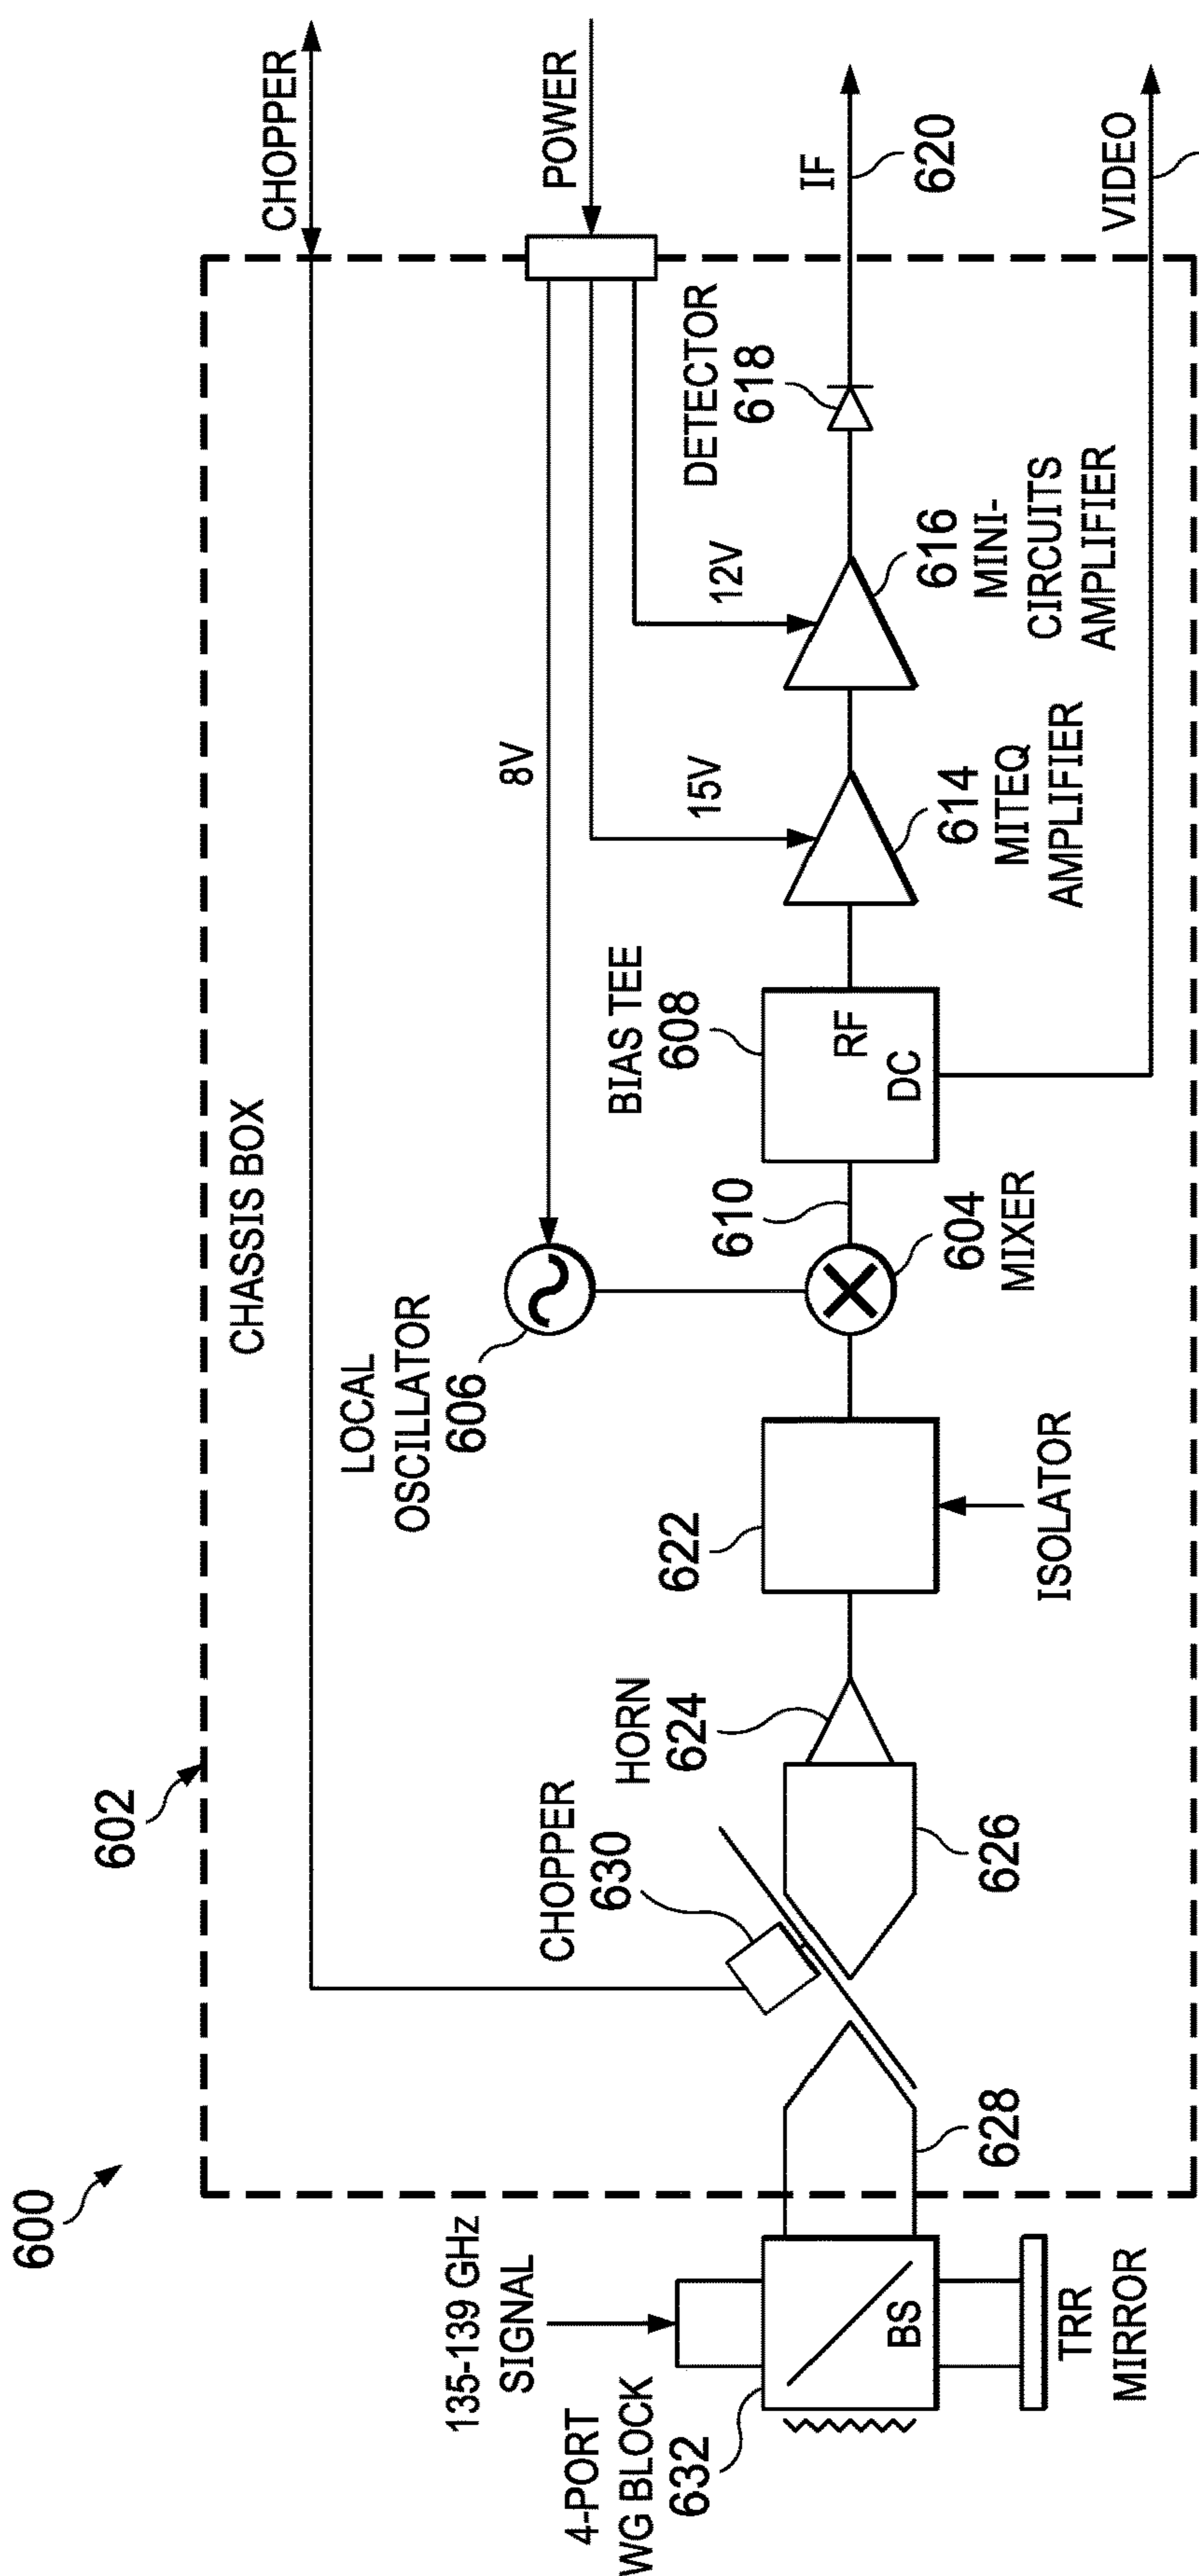 600
602
CHASSIS BOX
CHOPPER
POWER
8V
15V
12V
LOCAL
OSCILLATOR
606
BIAS TEE
608
DETECTOR
618
IF
620
VIDEO
135-139 GHz
SIGNAL
4-PORT
WG BLOCK
632
BS
TRR
MIRROR
628
CHOPPER
630
HORN
624
626
622
ISOLATOR
610
604
MIXER
RF
DC
614
MITEQ
AMPLIFIER
616
MINI-
CIRCUITS
AMPLIFIER